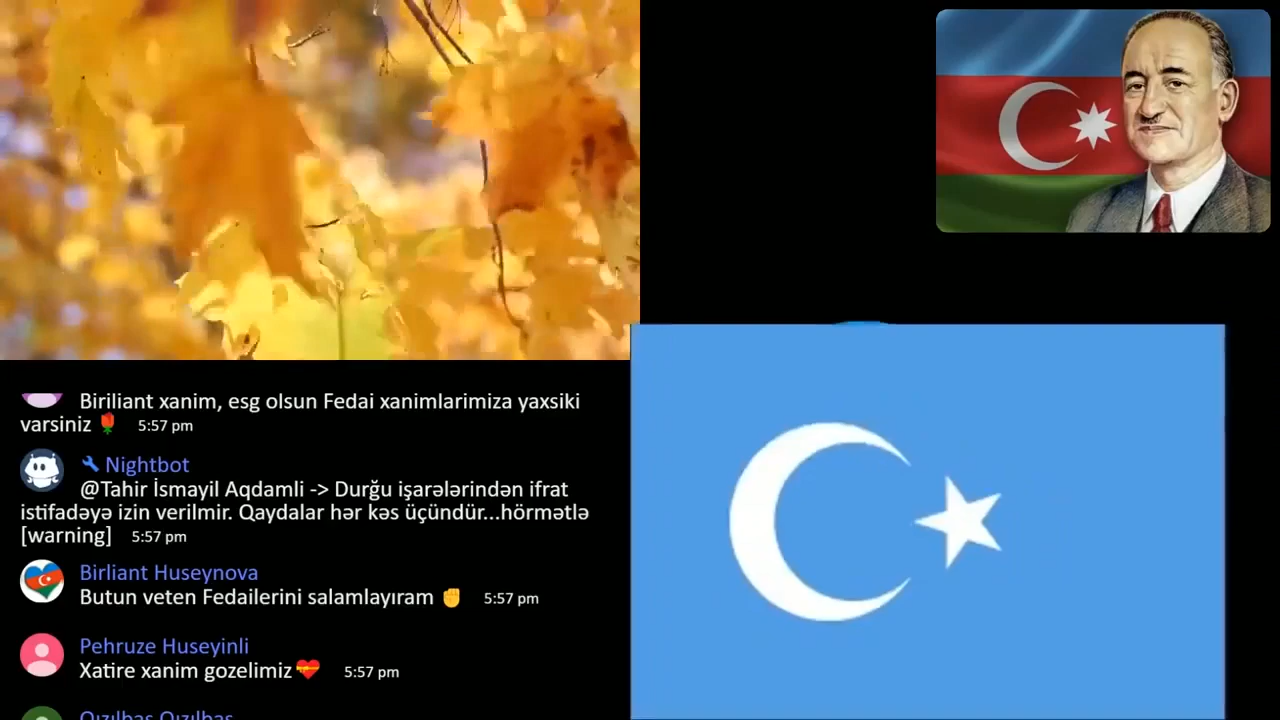 Biriliant xanim, esg olsun Fedai xanimlarimiza yaxsiki
varsiniz 🌹 5:57 pm
Nightbot
@Tahir İsmayil Aqdamli -> Durğu işarələrindən ifrat
istifadəyə izin verilmir. Qaydalar hər kəs üçündür...hörmətlə
[warning] 5:57 pm
Birliant Huseynova
Butun veten Fedailerini salamlayıram ✊ 5:57 pm
Pehruze Huseyinli
Xatire xanim gozelimiz 💝 5:57 pm